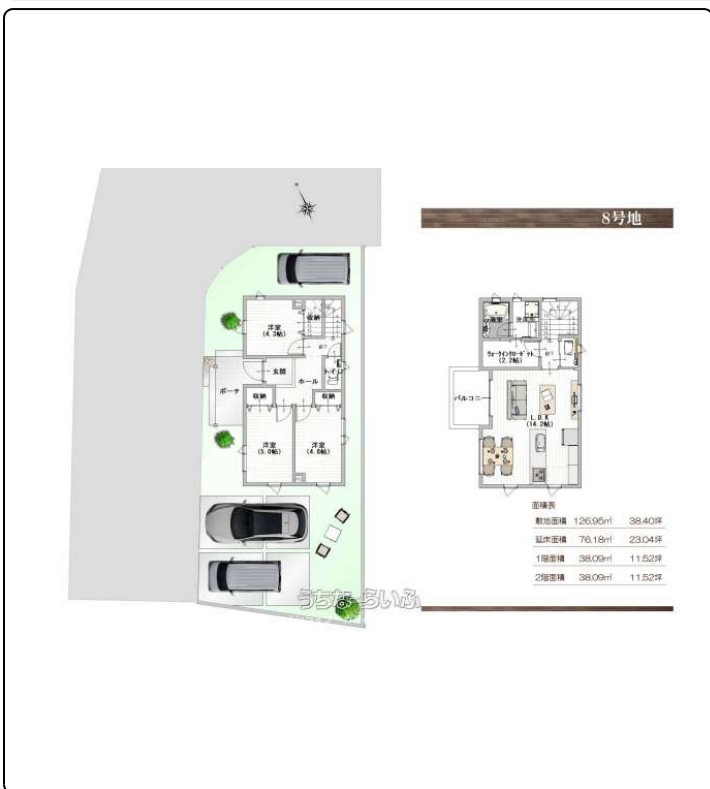 8号地
収納
洋室
(4.3帖)
玄関
ホール
トイレ
ポーチ
収納
収納
洋室
(5.0帖)
洋室
(4.8帖)
浴室
洗面所
ウォークインクローゼット
(2.2帖)
バルコニー
L.D.K
(14.2帖)
面積表
敷地面積 126.95㎡ 38.40坪
延床面積 76.18㎡ 23.04坪
1階面積 38.09㎡ 11.52坪
2階面積 38.09㎡ 11.52坪
うちなーらいふ